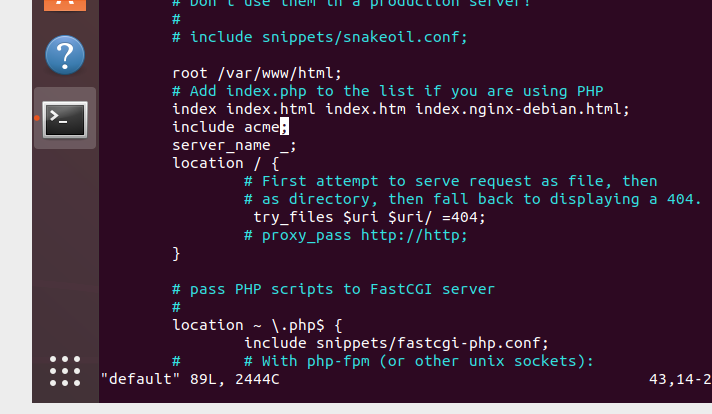 # Don't use them in a production server!
#
# include snippets/snakeoil.conf;
root /var/www/html;
# Add index.php to the list if you are using PHP
index index.html index.htm index.nginx-debian.html;
include acme;
server_name _;
location / {
# First attempt to serve request as file, then
# as directory, then fall back to displaying a 404.
try_files $uri $uri/ =404;
# proxy_pass http://http;
}
# pass PHP scripts to FastCGI server
#
location ~ \.php$ {
include snippets/fastcgi-php.conf;
# # With php-fpm (or other unix sockets):
"default" 89L, 2444C 43,14-2